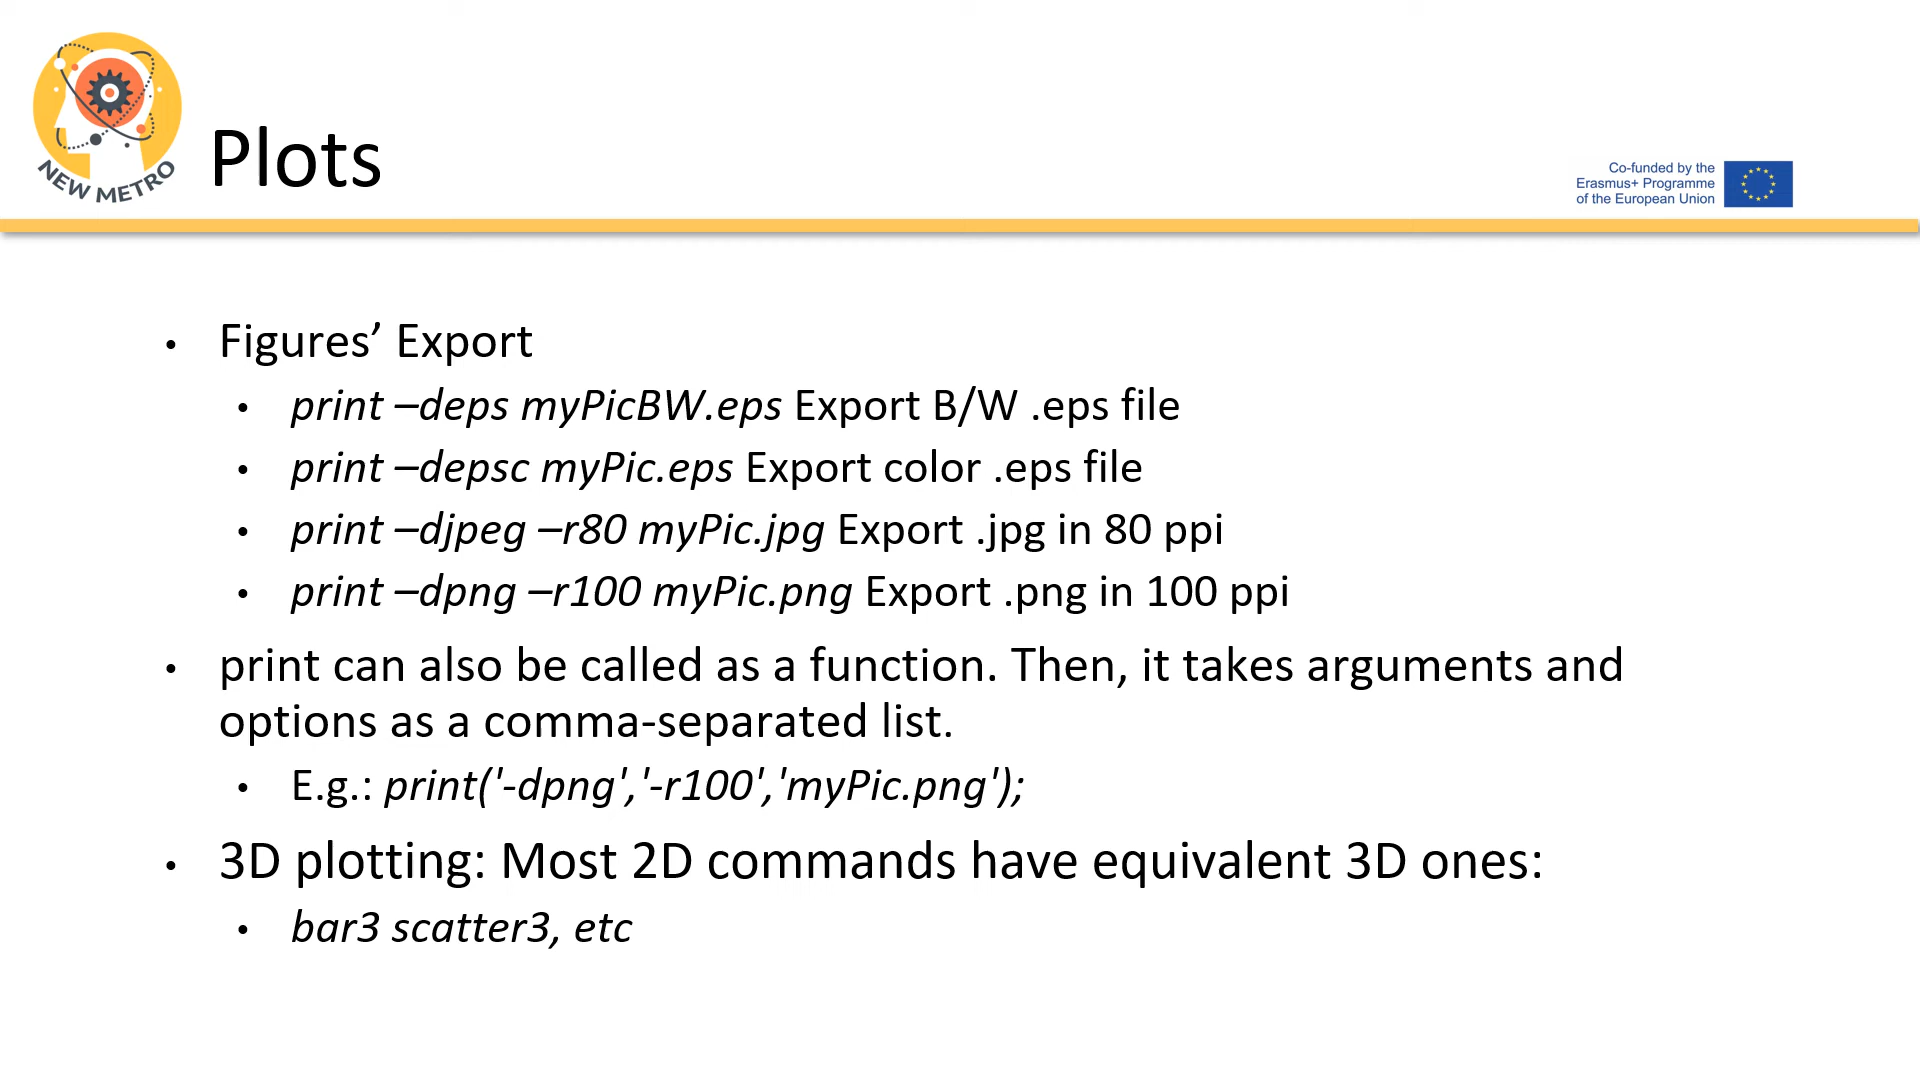 NEW METRO
Plots
Co-funded by the
Erasmus+ Programme
of the European Union
• Figures’ Export
• print –deps myPicBW.eps Export B/W .eps file
• print –depsc myPic.eps Export color .eps file
• print –djpeg –r80 myPic.jpg Export .jpg in 80 ppi
• print –dpng –r100 myPic.png Export .png in 100 ppi
• print can also be called as a function. Then, it takes arguments and
options as a comma-separated list.
• E.g.: print('-dpng','-r100','myPic.png');
• 3D plotting: Most 2D commands have equivalent 3D ones:
• bar3 scatter3, etc